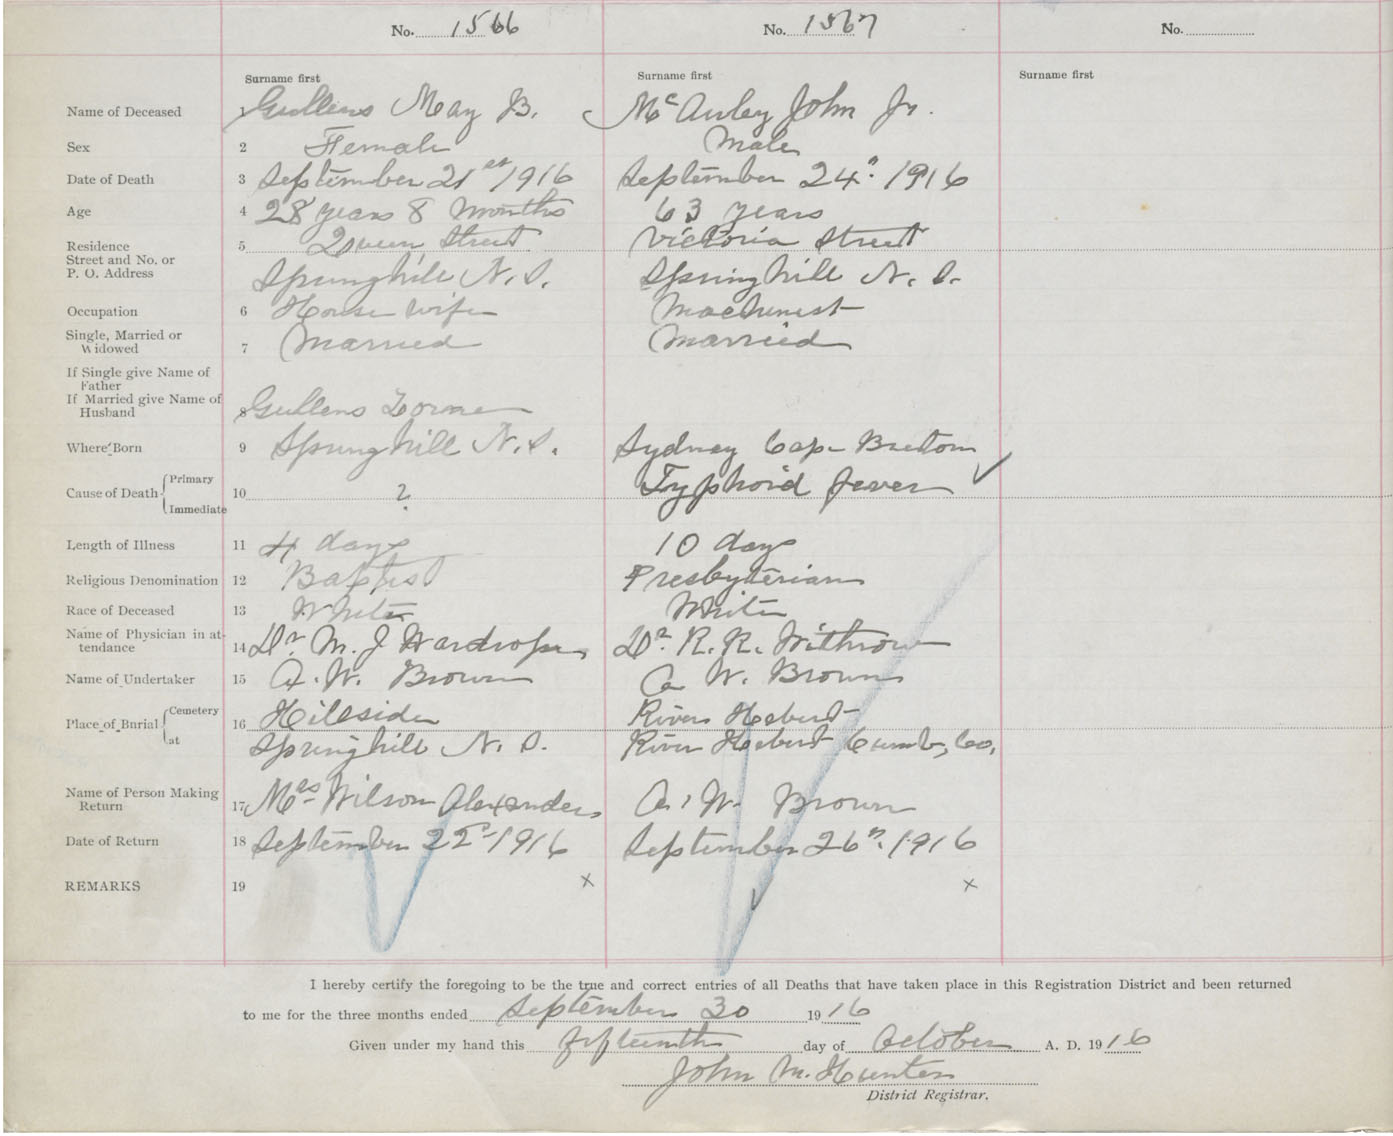 No. 1566 No. 1567 No.
Surname first Surname first Surname first
Name of Deceased 1 Gullens May B. McAuley John Jr.
Sex 2 Female Male
Date of Death 3 September 21st 1916 September 24th 1916
Age 4 28 years 8 months 63 years
Residence 5 Queen Street Victoria Street
Street and No. or
P. O. Address Springhill N.S. Springhill N.S.
Occupation 6 House wife Machinest
Single, Married or
Widowed 7 Married Married
If Single give Name of
Father
If Married give Name of
Husband 8 Gullens Lorne
Where Born 9 Springhill N.S. Sydney Cape Breton
Cause of Death Primary Typhoid fever
10 ?
Immediate
Length of Illness 11 4 days 10 days
Religious Denomination 12 Baptist Presbyterian
Race of Deceased 13 White White
Name of Physician in at-
tendance 14 Dr. M. J Wardrope Dr. R. R. Withrow
Name of Undertaker 15 A. W. Brown A W. Brown
Place of Burial Cemetery 16 Hillside River Hebert
at Springhill N. S. River Hebert Cumb, Co,
Name of Person Making
Return 17 Mrs Wilson Alexander A. W Brown
Date of Return 18 September 22d 1916 September 26th 1916
REMARKS 19 x x
I hereby certify the foregoing to be the true and correct entries of all Deaths that have taken place in this Registration District and been returned
to me for the three months ended September 30 1916
Given under my hand this fifteenth day of October A. D. 1916
John M. Hunter
District Registrar.